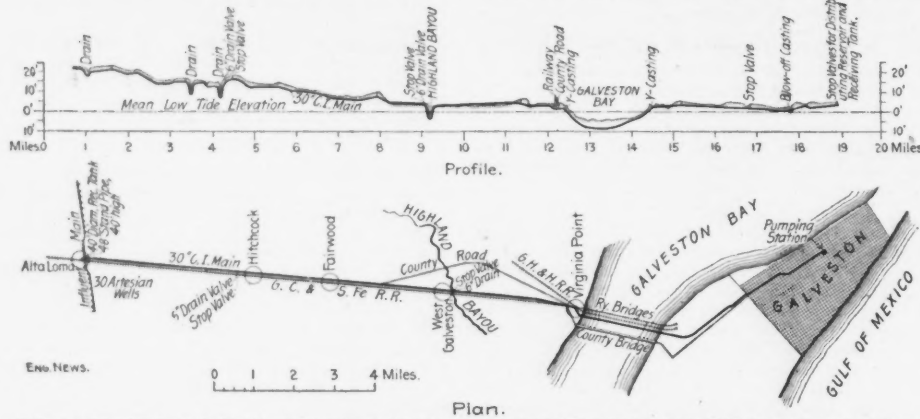 Drain
Drain
Drain
5" Drain Valve
Stop Valve
Stop Valve
6" Drain Valve
HIGHLAND BAYOU
Railway
County Road
Y-Casting
GALVESTON
BAY
Y-Casting
Stop Valve
Blow-off Casting
Stop Valves for Distrib-
uting Reservoir and
Receiving Tank.
20'
10'
0'
10'
Mean Low Tide Elevation
30" C.I. Main
20'
10'
0'
10'
Miles.0 1 2 3 4 5 6 7 8 9 10 11 12 13 14 15 16 17 18 19 20 Miles.
Profile.
Alta Loma
Influent Main
40' Diam. Rec. Tank
48" Stand Pipe,
40' high
30 Artesian
Wells
30" C.I. Main
Hitchcock
5" Drain Valve
Stop Valve
Fairwood
G. C. & S. Fe R.R.
County Road
HIGHLAND
BAYOU
West
Galveston
Stop Valve
6" Drain
G.H. & H.R.R.
Virginia Point
Ry. Bridges
County Bridge
GALVESTON BAY
Pumping
Station
GALVESTON
GULF OF MEXICO
ENG. NEWS.
0 1 2 3 4 Miles.
Plan.